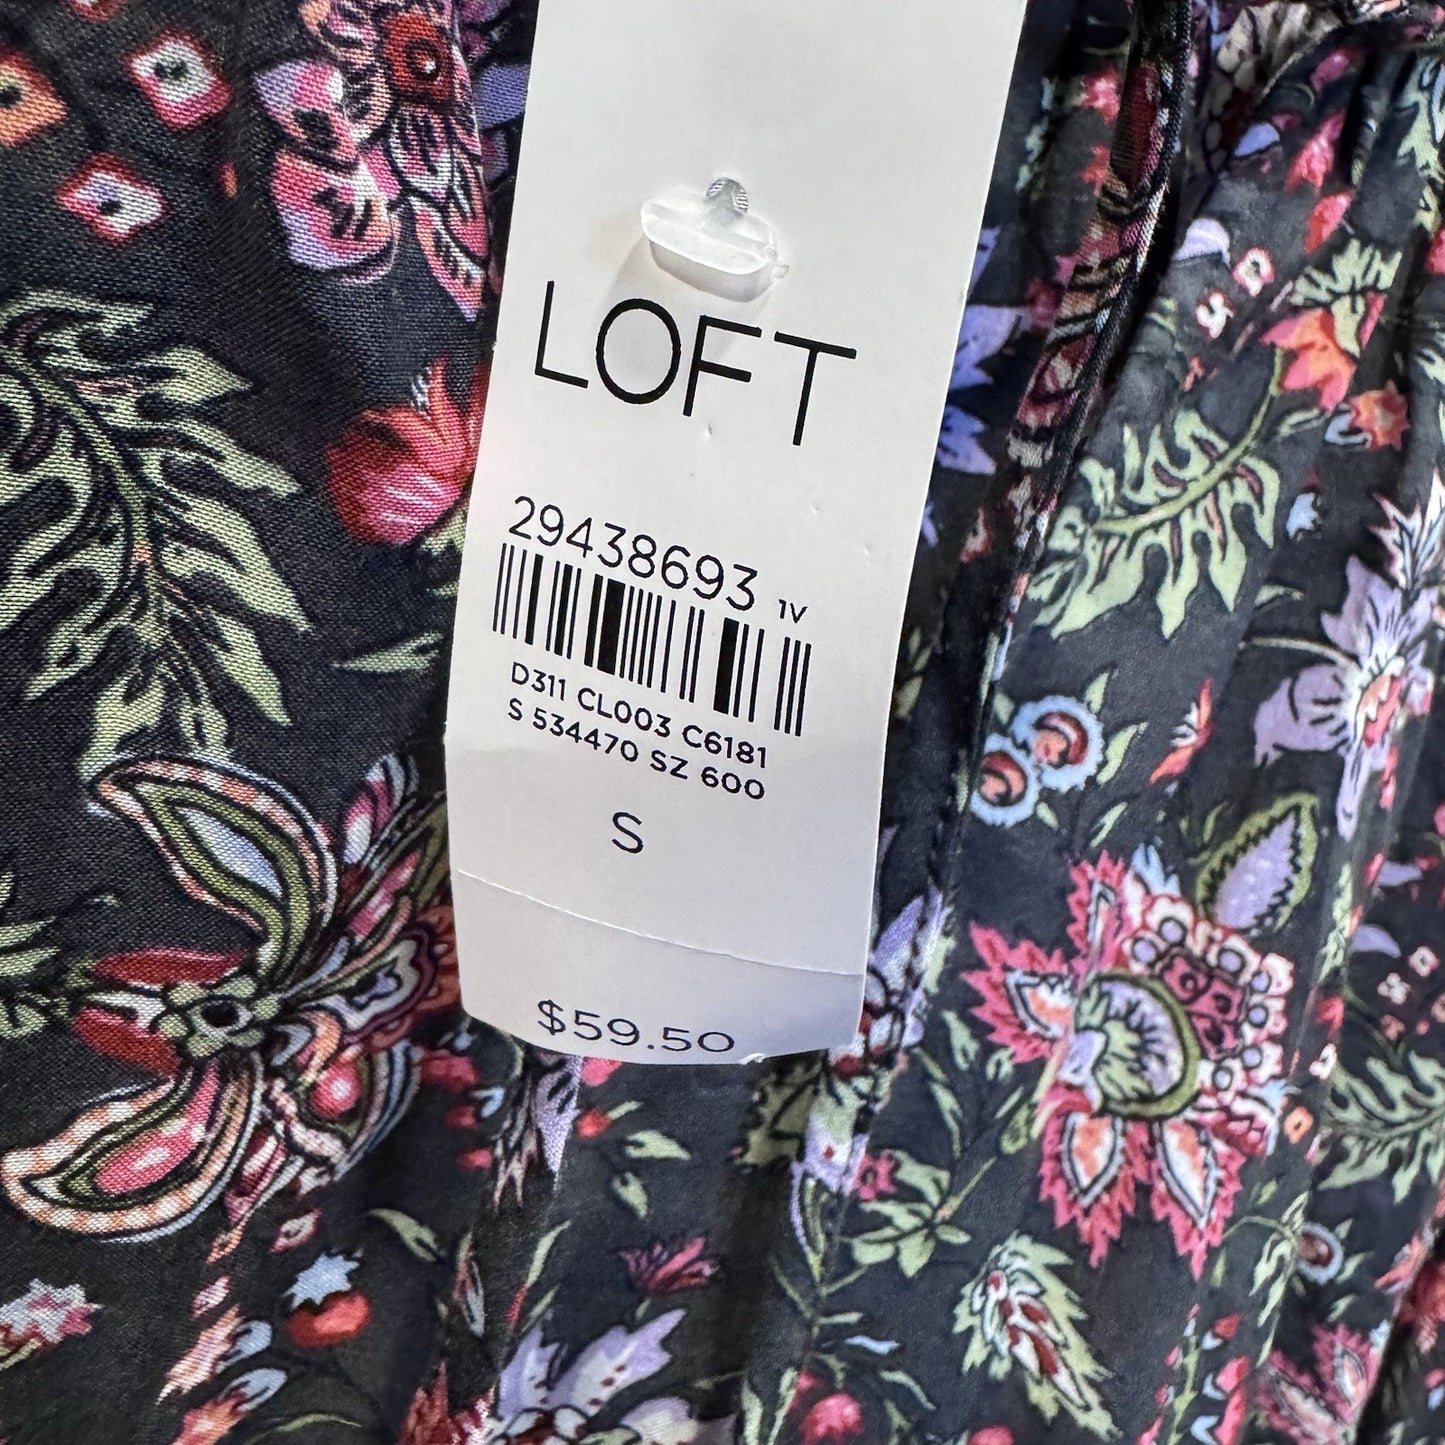 LOFT
29438693 1V
D311 CL003 C6181
S 534470 SZ 600
S
$59.50